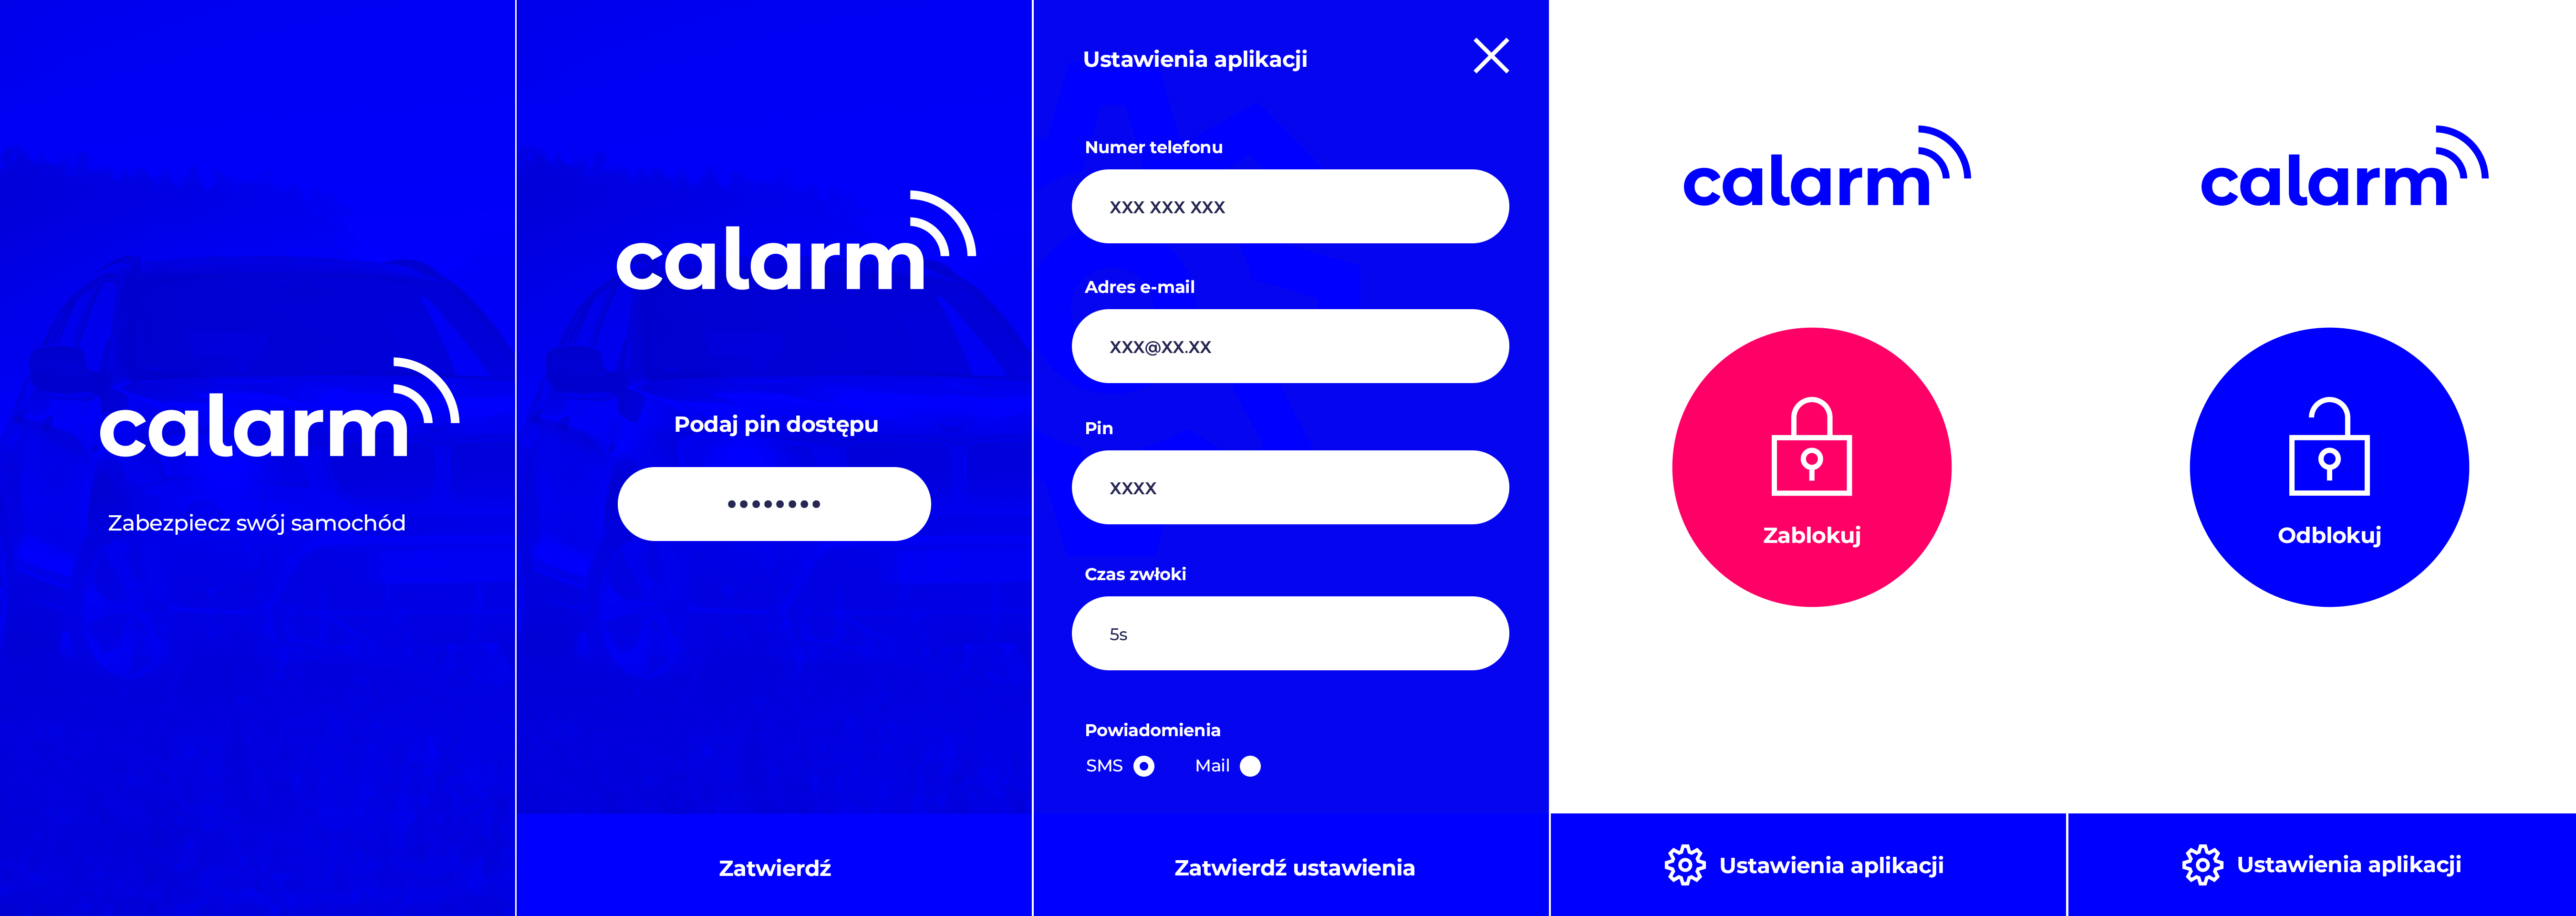 calarm
Zabezpiecz swój samochód
calarm
Podaj pin dostępu
••••••••
Zatwierdź
Ustawienia aplikacji
Numer telefonu
XXX XXX XXX
Adres e-mail
XXX@XX.XX
Pin
XXXX
Czas zwłoki
5s
Powiadomienia
SMS Mail
Zatwierdź ustawienia
calarm
Zablokuj
Ustawienia aplikacji
calarm
Odblokuj
Ustawienia aplikacji